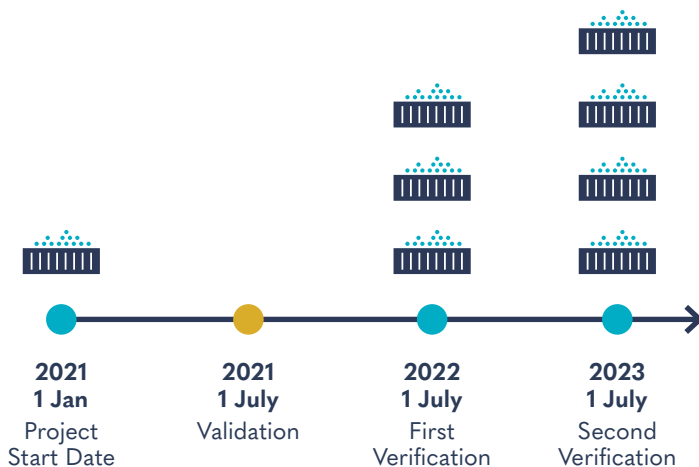 2021
1 Jan
Project
Start Date
2021
1 July
Validation
2022
1 July
First
Verification
2023
1 July
Second
Verification